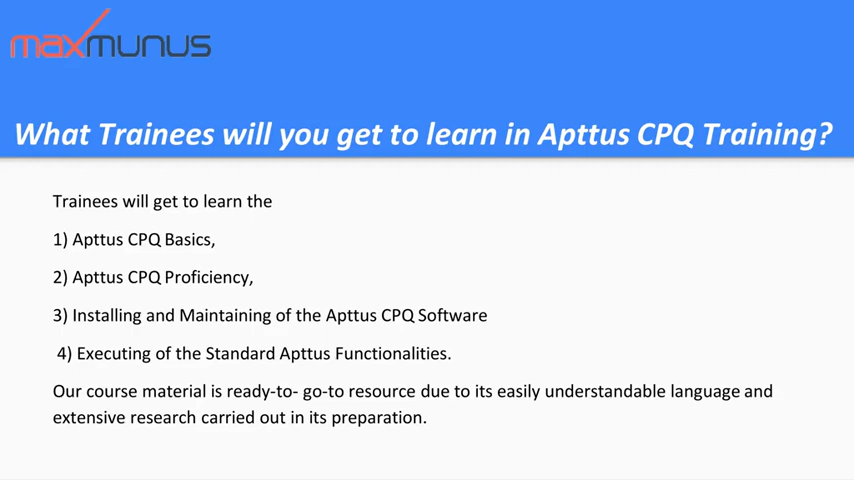 maxmunus
What Trainees will you get to learn in Apttus CPQ Training?
Trainees will get to learn the
1) Apttus CPQ Basics,
2) Apttus CPQ Proficiency,
3) Installing and Maintaining of the Apttus CPQ Software
4) Executing of the Standard Apttus Functionalities.
Our course material is ready-to- go-to resource due to its easily understandable language and
extensive research carried out in its preparation.